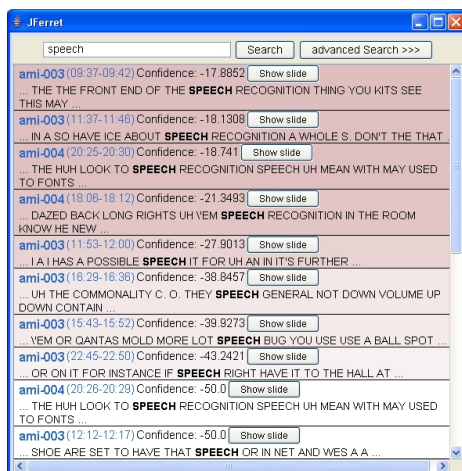 JFerret
speech Search advanced Search >>>
ami-003 (09:37-09:42) Confidence: -17.8852 Show slide
... THE THE FRONT END OF THE SPEECH RECOGNITION THING YOU KITS SEE
THIS MAY ...
ami-003 (11:37-11:46) Confidence: -18.1308 Show slide
... IN A SO HAVE ICE ABOUT SPEECH RECOGNITION A WHOLE S. DON'T THE THAT .
ami-004 (20:25-20:30) Confidence: -18.741 Show slide
... THE HUH LOOK TO SPEECH RECOGNITION SPEECH UH MEAN WITH MAY USED
TO FONTS ...
ami-004 (18:06-18:12) Confidence: -21.3493 Show slide
... DAZED BACK LONG RIGHTS UH \'EM SPEECH RECOGNITION IN THE ROOM
KNOW HE NEW ...
ami-003 (11:53-12:00) Confidence: -27.9013 Show slide
... I A I HAS A POSSIBLE SPEECH IT FOR UH AN IN IT'S FURTHER ...
ami-003 (16:29-16:36) Confidence: -38.8457 Show slide
... UH THE COMMONALITY C. O. THEY SPEECH GENERAL NOT DOWN VOLUME UP
DOWN CONTAIN ...
ami-003 (15:43-15:52) Confidence: -39.9273 Show slide
... \'EM OR QANTAS MOLD MORE LOT SPEECH BUG YOU USE USE A BALL SPOT ...
ami-003 (22:45-22:50) Confidence: -43.2421 Show slide
... OR ON IT FOR INSTANCE IF SPEECH RIGHT HAVE IT TO THE HALL AT ...
ami-004 (20:26-20:29) Confidence: -50.0 Show slide
... THE HUH LOOK TO SPEECH RECOGNITION SPEECH UH MEAN WITH MAY USED
TO FONTS ...
ami-003 (12:12-12:17) Confidence: -50.0 Show slide
... SHOE ARE SET TO HAVE THAT SPEECH OR IN NET AND WES A A ...